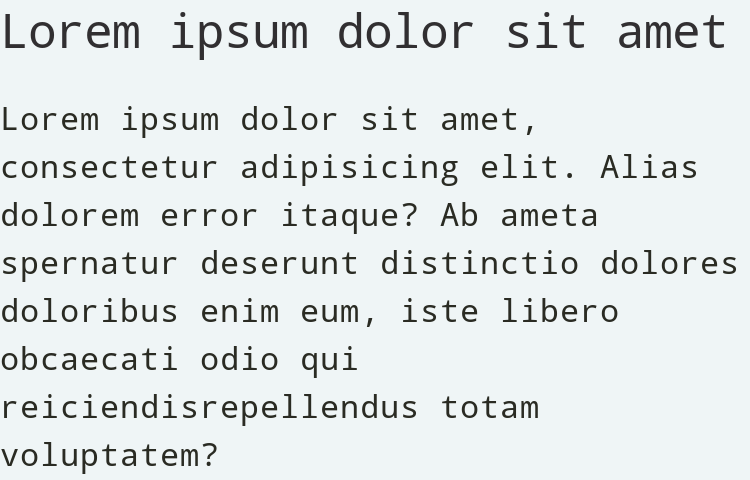 Lorem ipsum dolor sit amet
Lorem ipsum dolor sit amet,
consectetur adipisicing elit. Alias
dolorem error itaque? Ab ameta
spernatur deserunt distinctio dolores
doloribus enim eum, iste libero
obcaecati odio qui
reiciendisrepellendus totam
voluptatem?